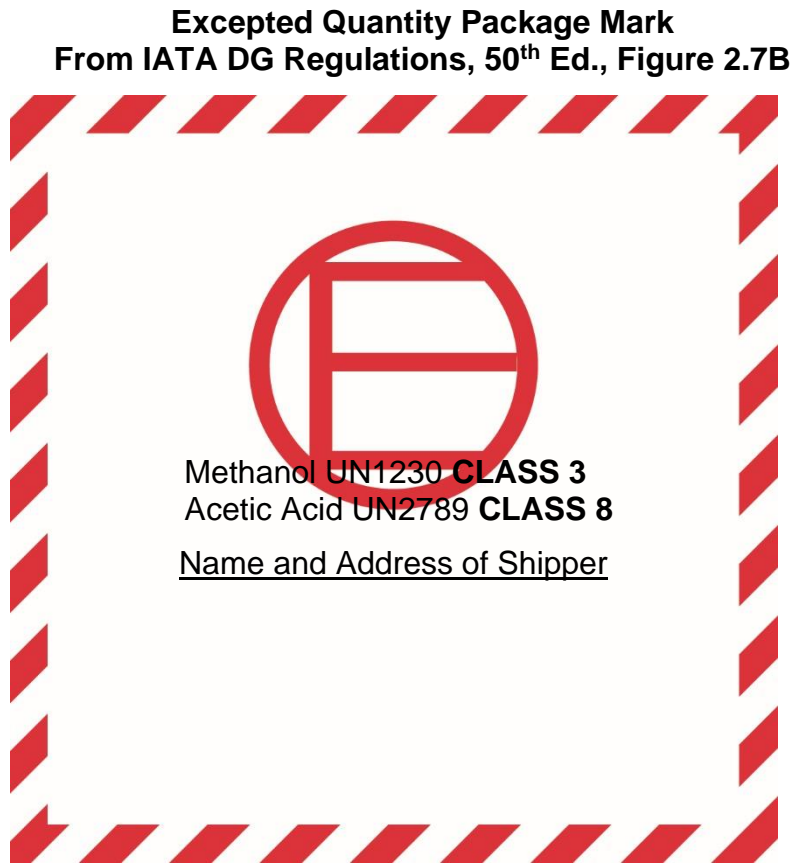 Excepted Quantity Package Mark
From IATA DG Regulations, 50th Ed., Figure 2.7B
E
Methanol UN1230 CLASS 3
Acetic Acid UN2789 CLASS 8
Name and Address of Shipper